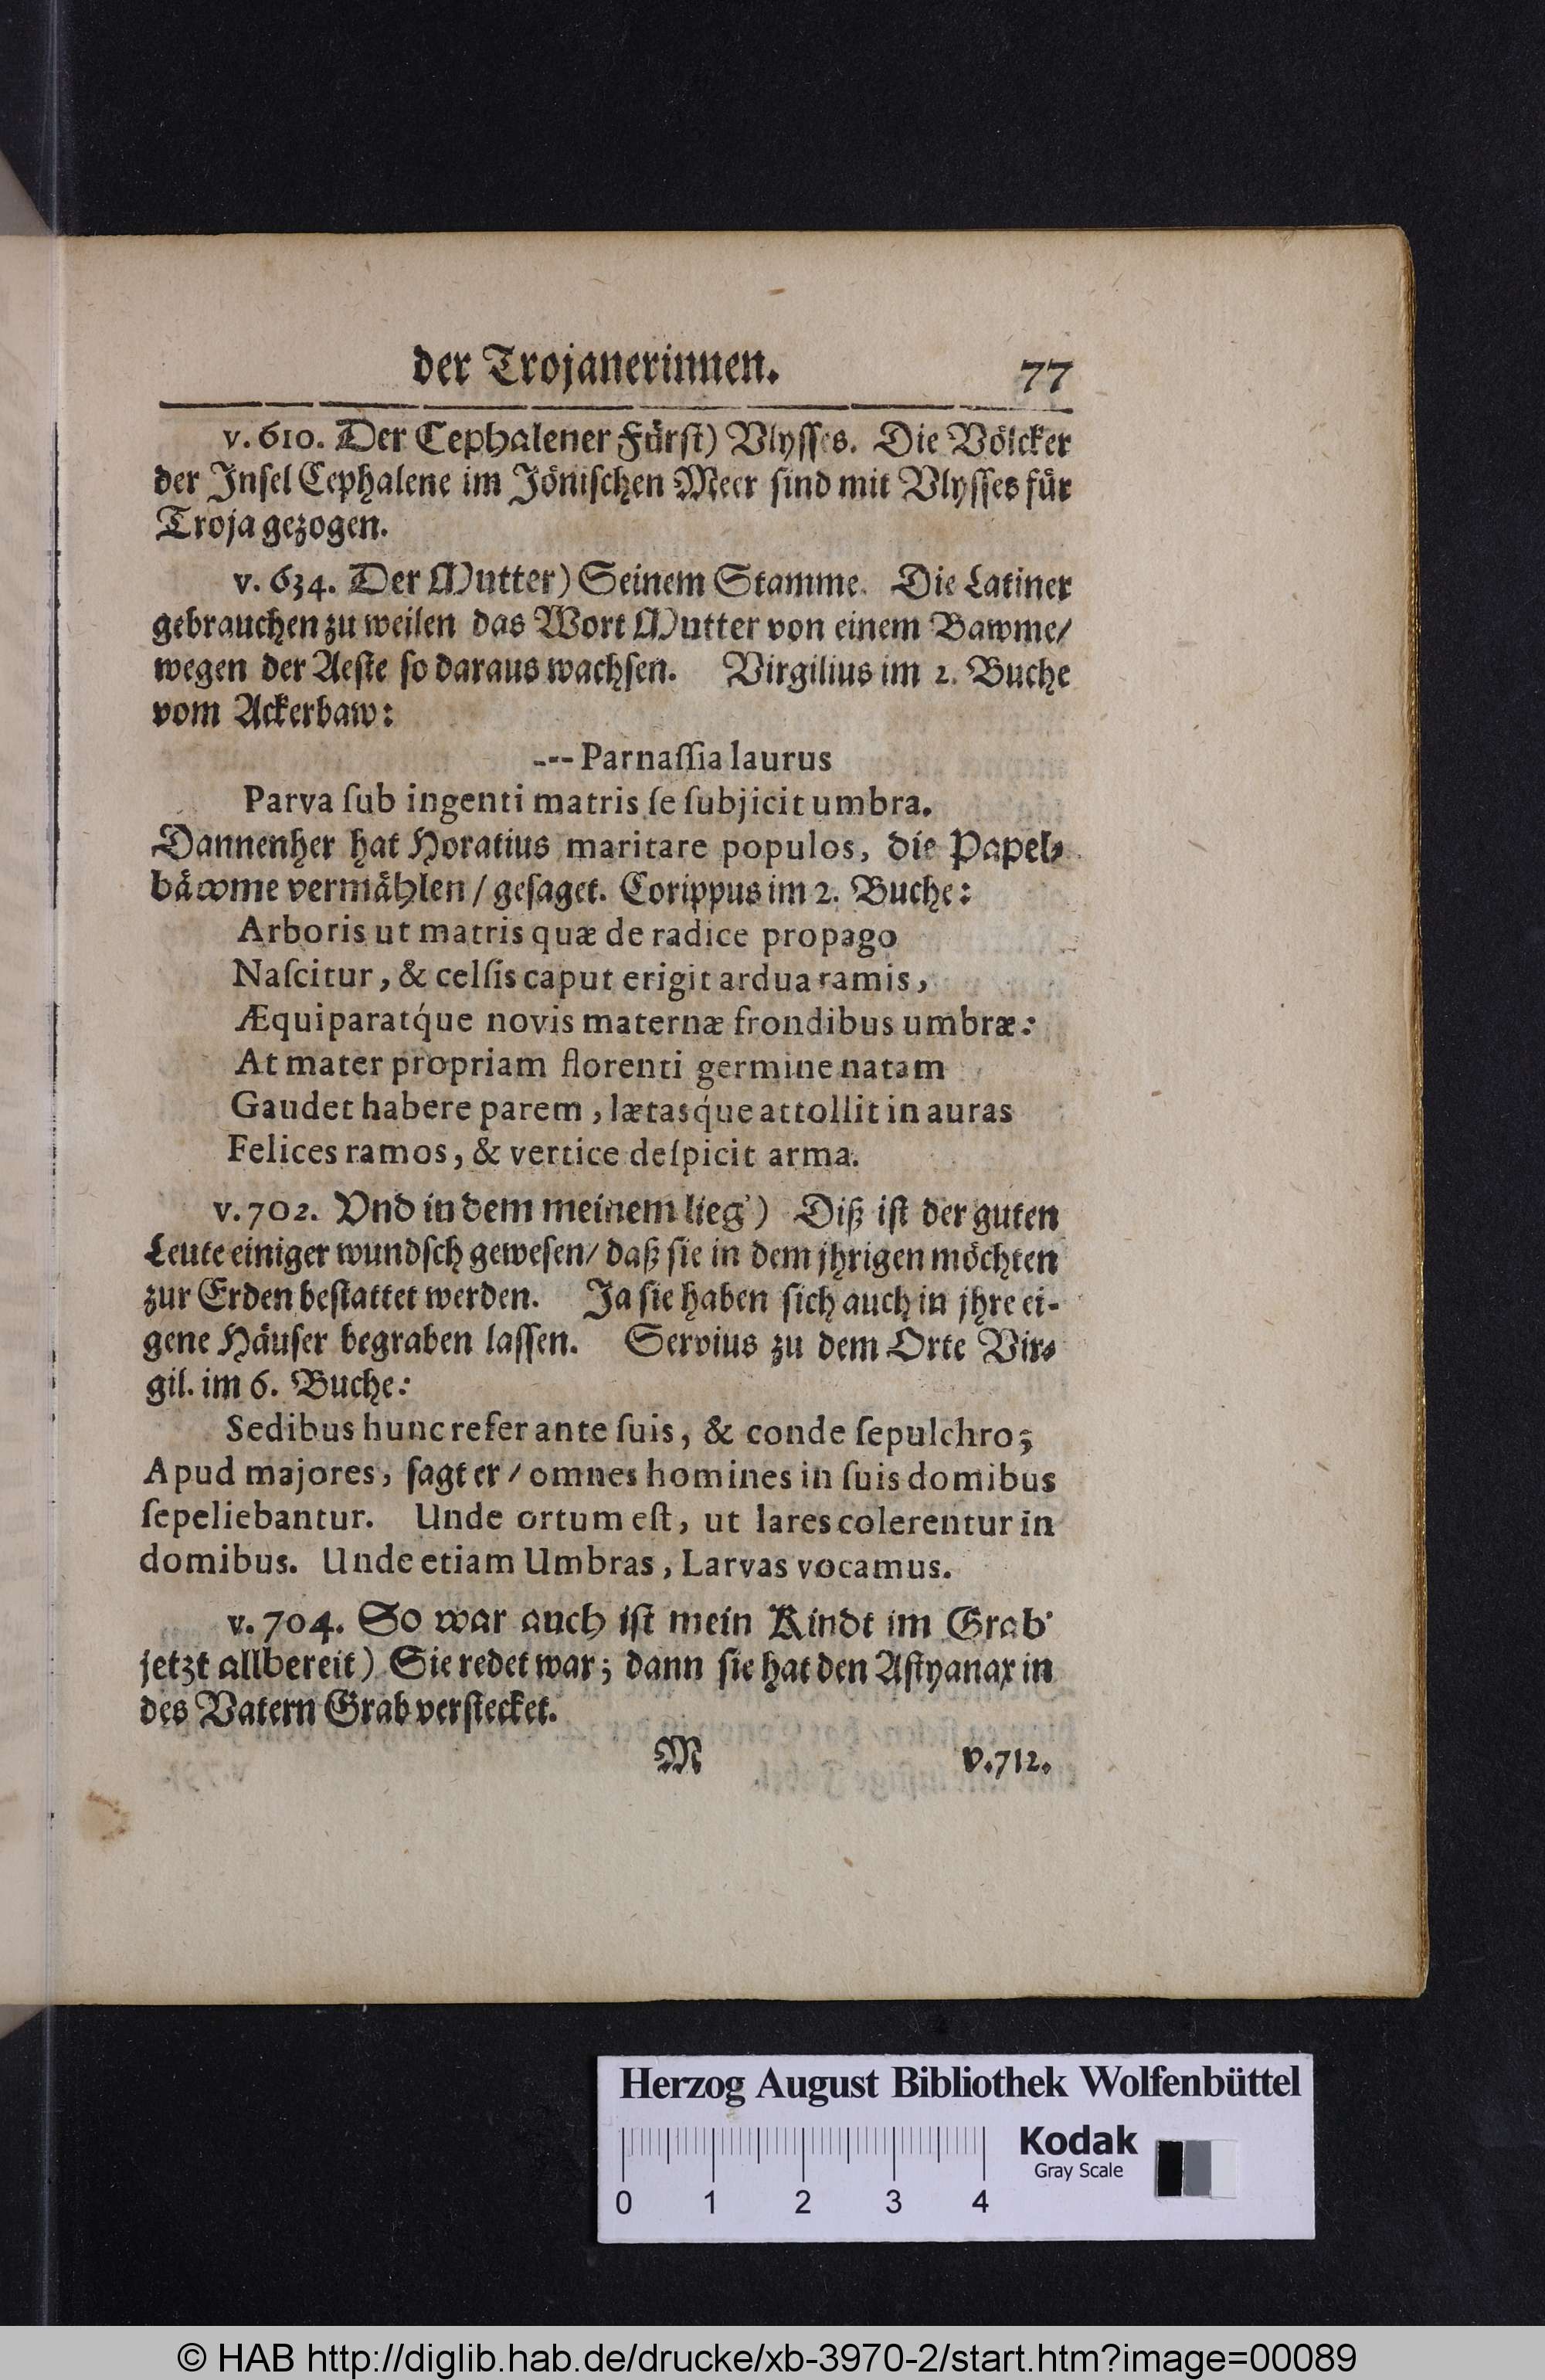 der Trojanerinnen. 77
v. 610. Der Cephalener Fürſt) Vlyſſes. Die Völcker
der Jnſel Cephalene im Jöniſchen Meer ſind mit Vlyſſes für
Troja gezogen.
v. 634. Der Mutter) Seinem Stamme. Die Latiner
gebrauchen zu weilen das Wort Mutter von einem Bawme/
wegen der Aeſte ſo daraus wachſen. Virgilius im 2. Buche
vom Ackerbaw:
--- Parnaſſia laurus
Parva ſub ingenti matris ſe ſubjicit umbra.
Dannenher hat Horatius maritare populos, die Papel-
bäwme vermählen / geſaget. Corippus im 2. Buche:
Arboris ut matris quæ de radice propago
Naſcitur, & celſis caput erigit ardua ramis,
Æquiparatq́ue novis maternæ frondibus umbræ:
At mater propriam florenti germine natam
Gaudet habere parem, lætasq́ue attollit in auras
Felices ramos, & vertice deſpicit arma.
v. 702. Vnd in dem meinem lieg') Diß iſt der guten
Leute einiger wundſch geweſen/ daß ſie in dem jhrigen möchten
zur Erden beſtattet werden. Ja ſie haben ſich auch in jhre ei-
gene Häuſer begraben laſſen. Servius zu dem Orte Vir-
gil. im 6. Buche:
Sedibus hunc refer ante ſuis, & conde ſepulchro;
Apud majores, ſagt er / omnes homines in ſuis domibus
ſepeliebantur. Unde ortum eſt, ut lares colerentur in
domibus. Unde etiam Umbras, Larvas vocamus.
v. 704. So war auch iſt mein Kindt im Grab'
jetzt allbereit) Sie redet war; dann ſie hat den Aſtyanax in
des Vatern Grab verſtecket.
M v. 712.
Herzog August Bibliothek Wolfenbüttel
Kodak
Gray Scale
0 1 2 3 4
© HAB http://diglib.hab.de/drucke/xb-3970-2/start.htm?image=00089